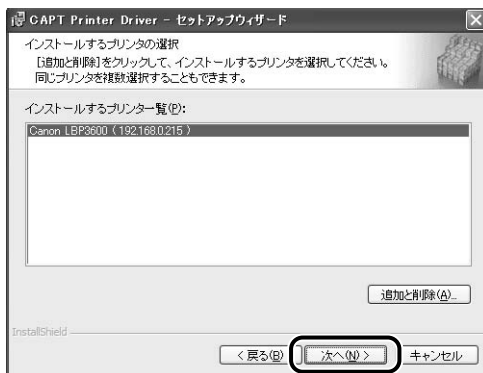 CAPT Printer Driver - セットアップウィザード
インストールするプリンタの選択
[追加と削除]をクリックして、インストールするプリンタを選択してください。
同じプリンタを複数選択することもできます。
インストールするプリンタ一覧(P):
Canon LBP3600 (192.168.0.215)
追加と削除(A)...
InstallShield
< 戻る(B)
次へ(N) >
キャンセル